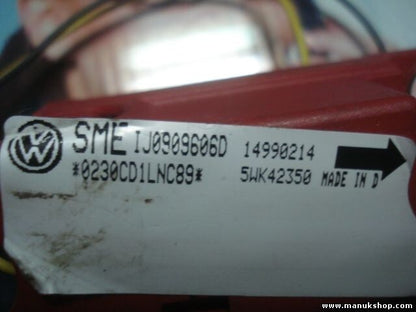 SME 1J0909606D 14990214
*0230CD1LNC89* 5WK42350 MADE IN D
www.manukshop.com